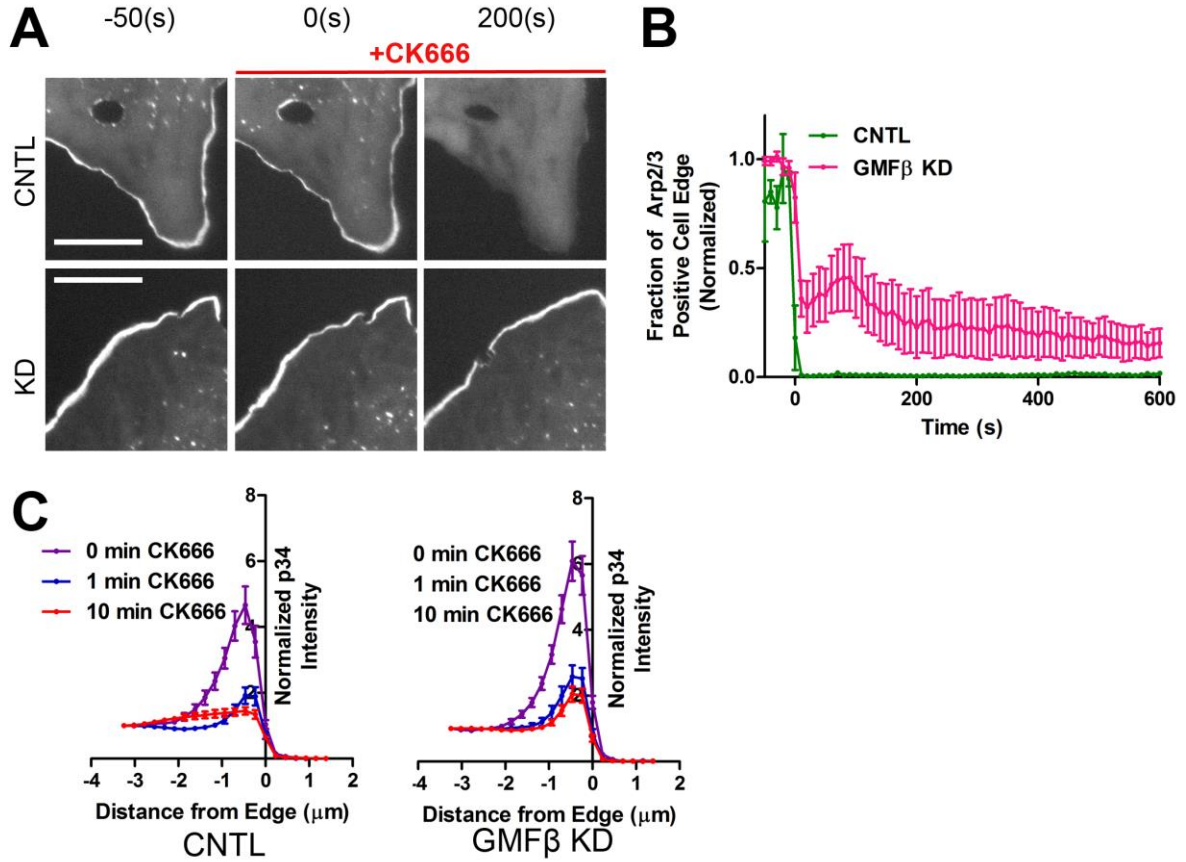 A
-50(s)
0(s)
200(s)
+CK666
CNTL
KD
B
CNTL
GMFβ KD
1.0
0.5
0.0
Fraction of Arp2/3
Positive Cell Edge
(Normalized)
0
200
400
600
Time (s)
C
0 min CK666
1 min CK666
10 min CK666
8
6
4
2
Normalized p34
Intensity
-4
-3
-2
-1
0
1
2
Distance from Edge (μm)
CNTL
0 min CK666
1 min CK666
10 min CK666
8
6
4
2
Normalized p34
Intensity
-4
-3
-2
-1
0
1
2
Distance from Edge (μm)
GMFβ KD